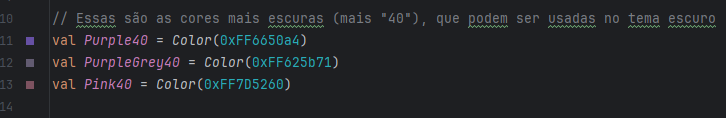 10 // Essas são as cores mais escuras (mais "40"), que podem ser usadas no tema escuro
11 val Purple40 = Color(0xFF6650a4)
12 val PurpleGrey40 = Color(0xFF625b71)
13 val Pink40 = Color(0xFF7D5260)
14